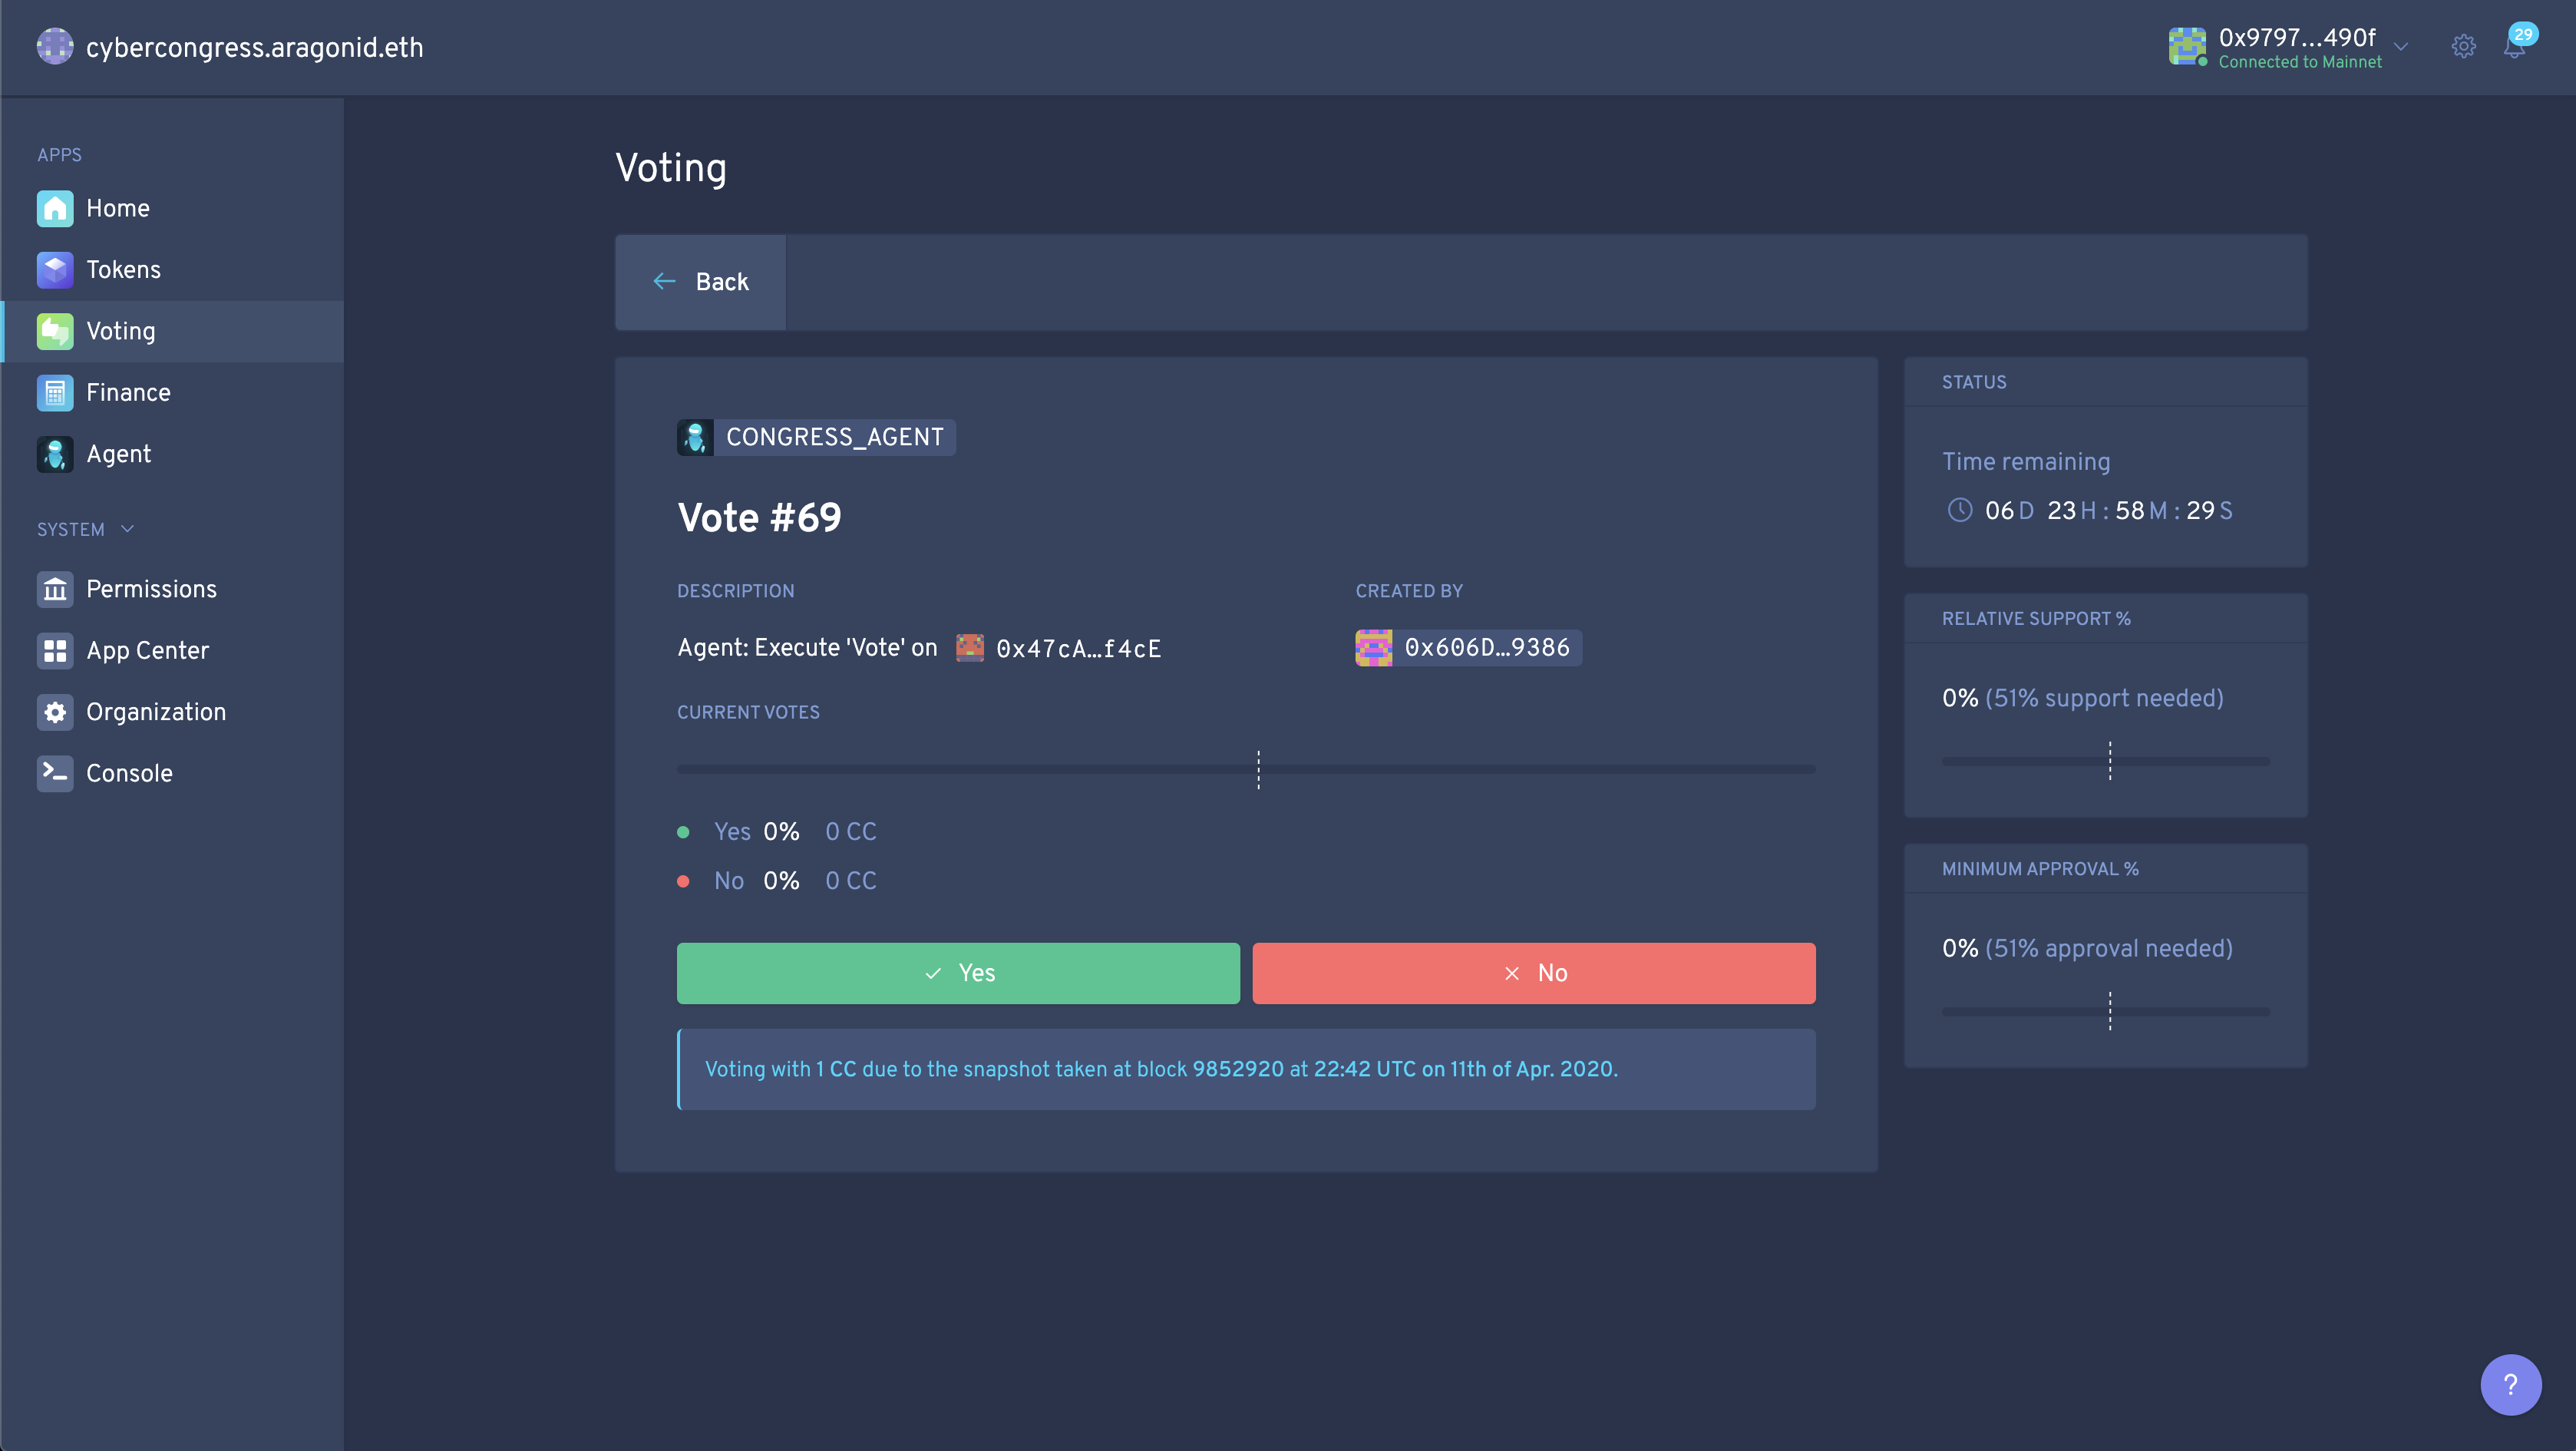 cybercongress.aragonid.eth
0x9797...490f
Connected to Mainnet
29
APPS
Home
Tokens
Voting
Finance
Agent
SYSTEM
Permissions
App Center
Organization
Console
Voting
Back
CONGRESS_AGENT
Vote #69
DESCRIPTION
Agent: Execute 'Vote' on 0x47cA…f4cE
CREATED BY
0x606D…9386
CURRENT VOTES
Yes 0% 0 CC
No 0% 0 CC
Yes
No
Voting with 1 CC due to the snapshot taken at block 9852920 at 22:42 UTC on 11th of Apr. 2020.
STATUS
Time remaining
06 D 23 H : 58 M : 29 S
RELATIVE SUPPORT %
0% (51% support needed)
MINIMUM APPROVAL %
0% (51% approval needed)
?